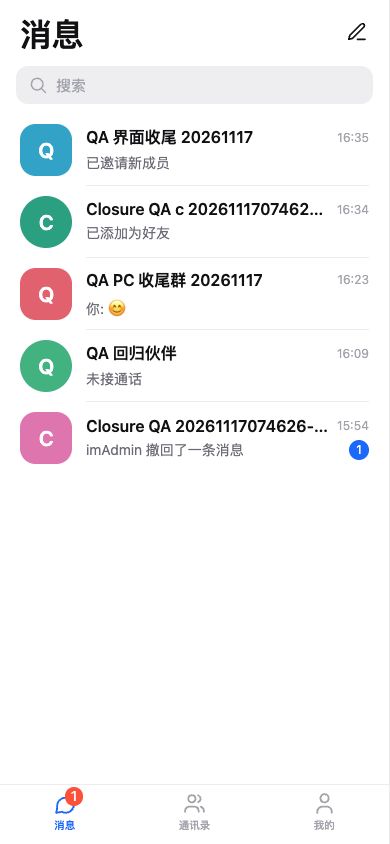 消息
搜索
Q
QA 界面收尾 20261117
16:35
已邀请新成员
C
Closure QA c 2026111707462...
16:34
已添加为好友
Q
QA PC 收尾群 20261117
16:23
你: 😊
Q
QA 回归伙伴
16:09
未接通话
C
Closure QA 20261117074626-...
15:54
imAdmin 撤回了一条消息
1
1
消息
通讯录
我的